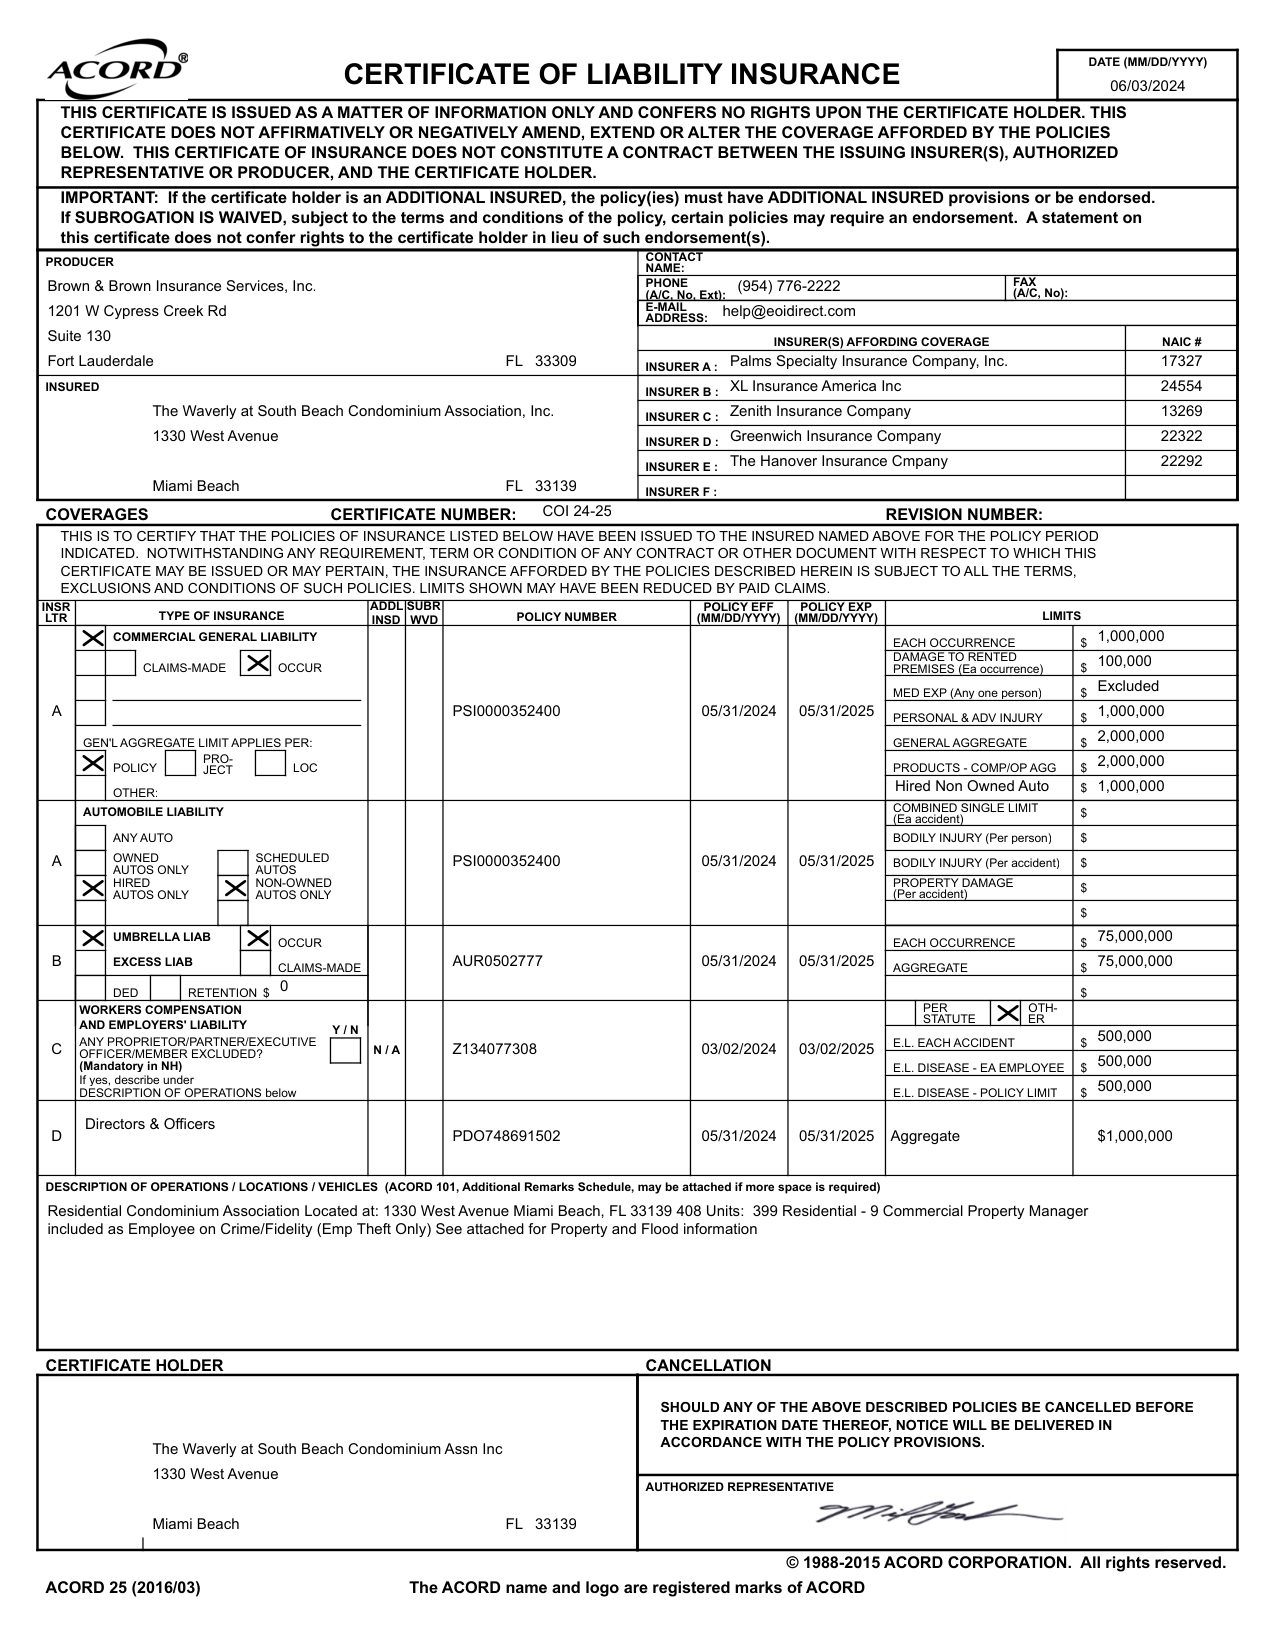 ACORD®
CERTIFICATE OF LIABILITY INSURANCE
DATE (MM/DD/YYYY)
06/03/2024
THIS CERTIFICATE IS ISSUED AS A MATTER OF INFORMATION ONLY AND CONFERS NO RIGHTS UPON THE CERTIFICATE HOLDER. THIS
CERTIFICATE DOES NOT AFFIRMATIVELY OR NEGATIVELY AMEND, EXTEND OR ALTER THE COVERAGE AFFORDED BY THE POLICIES
BELOW. THIS CERTIFICATE OF INSURANCE DOES NOT CONSTITUTE A CONTRACT BETWEEN THE ISSUING INSURER(S), AUTHORIZED
REPRESENTATIVE OR PRODUCER, AND THE CERTIFICATE HOLDER.
IMPORTANT: If the certificate holder is an ADDITIONAL INSURED, the policy(ies) must have ADDITIONAL INSURED provisions or be endorsed.
If SUBROGATION IS WAIVED, subject to the terms and conditions of the policy, certain policies may require an endorsement. A statement on
this certificate does not confer rights to the certificate holder in lieu of such endorsement(s).
PRODUCER
Brown & Brown Insurance Services, Inc.
1201 W Cypress Creek Rd
Suite 130
Fort Lauderdale FL 33309
CONTACT
NAME:
PHONE
(A/C, No, Ext): (954) 776-2222
FAX
(A/C, No):
E-MAIL
ADDRESS: help@eoidirect.com
INSURER(S) AFFORDING COVERAGE NAIC #
INSURER A : Palms Specialty Insurance Company, Inc. 17327
INSURED
The Waverly at South Beach Condominium Association, Inc.
1330 West Avenue
Miami Beach FL 33139
INSURER B : XL Insurance America Inc 24554
INSURER C : Zenith Insurance Company 13269
INSURER D : Greenwich Insurance Company 22322
INSURER E : The Hanover Insurance Cmpany 22292
INSURER F :
COVERAGES CERTIFICATE NUMBER: COI 24-25 REVISION NUMBER:
THIS IS TO CERTIFY THAT THE POLICIES OF INSURANCE LISTED BELOW HAVE BEEN ISSUED TO THE INSURED NAMED ABOVE FOR THE POLICY PERIOD
INDICATED. NOTWITHSTANDING ANY REQUIREMENT, TERM OR CONDITION OF ANY CONTRACT OR OTHER DOCUMENT WITH RESPECT TO WHICH THIS
CERTIFICATE MAY BE ISSUED OR MAY PERTAIN, THE INSURANCE AFFORDED BY THE POLICIES DESCRIBED HEREIN IS SUBJECT TO ALL THE TERMS,
EXCLUSIONS AND CONDITIONS OF SUCH POLICIES. LIMITS SHOWN MAY HAVE BEEN REDUCED BY PAID CLAIMS.
INSR
LTR
TYPE OF INSURANCE
ADDL
INSD
SUBR
WVD
POLICY NUMBER
POLICY EFF
(MM/DD/YYYY)
POLICY EXP
(MM/DD/YYYY)
LIMITS
A
X COMMERCIAL GENERAL LIABILITY
CLAIMS-MADE X OCCUR
GEN'L AGGREGATE LIMIT APPLIES PER:
X POLICY PRO-
JECT LOC
OTHER:
PSI0000352400 05/31/2024 05/31/2025
EACH OCCURRENCE $ 1,000,000
DAMAGE TO RENTED
PREMISES (Ea occurrence) $ 100,000
MED EXP (Any one person) $ Excluded
PERSONAL & ADV INJURY $ 1,000,000
GENERAL AGGREGATE $ 2,000,000
PRODUCTS - COMP/OP AGG $ 2,000,000
Hired Non Owned Auto $ 1,000,000
A
AUTOMOBILE LIABILITY
ANY AUTO
OWNED
AUTOS ONLY
SCHEDULED
AUTOS
X HIRED
AUTOS ONLY
X NON-OWNED
AUTOS ONLY
PSI0000352400 05/31/2024 05/31/2025
COMBINED SINGLE LIMIT
(Ea accident) $
BODILY INJURY (Per person) $
BODILY INJURY (Per accident) $
PROPERTY DAMAGE
(Per accident) $
$
B
X UMBRELLA LIAB X OCCUR
EXCESS LIAB CLAIMS-MADE
DED RETENTION $ 0
AUR0502777 05/31/2024 05/31/2025
EACH OCCURRENCE $ 75,000,000
AGGREGATE $ 75,000,000
$
C
WORKERS COMPENSATION
AND EMPLOYERS' LIABILITY
Y / N
ANY PROPRIETOR/PARTNER/EXECUTIVE
OFFICER/MEMBER EXCLUDED?
(Mandatory in NH)
If yes, describe under
DESCRIPTION OF OPERATIONS below
N / A
Z134077308 03/02/2024 03/02/2025
PER
STATUTE
X OTH-
ER
E.L. EACH ACCIDENT $ 500,000
E.L. DISEASE - EA EMPLOYEE $ 500,000
E.L. DISEASE - POLICY LIMIT $ 500,000
D
Directors & Officers
PDO748691502 05/31/2024 05/31/2025 Aggregate $1,000,000
DESCRIPTION OF OPERATIONS / LOCATIONS / VEHICLES (ACORD 101, Additional Remarks Schedule, may be attached if more space is required)
Residential Condominium Association Located at: 1330 West Avenue Miami Beach, FL 33139 408 Units: 399 Residential - 9 Commercial Property Manager
included as Employee on Crime/Fidelity (Emp Theft Only) See attached for Property and Flood information
CERTIFICATE HOLDER
The Waverly at South Beach Condominium Assn Inc
1330 West Avenue
Miami Beach FL 33139
CANCELLATION
SHOULD ANY OF THE ABOVE DESCRIBED POLICIES BE CANCELLED BEFORE
THE EXPIRATION DATE THEREOF, NOTICE WILL BE DELIVERED IN
ACCORDANCE WITH THE POLICY PROVISIONS.
AUTHORIZED REPRESENTATIVE
© 1988-2015 ACORD CORPORATION. All rights reserved.
ACORD 25 (2016/03) The ACORD name and logo are registered marks of ACORD